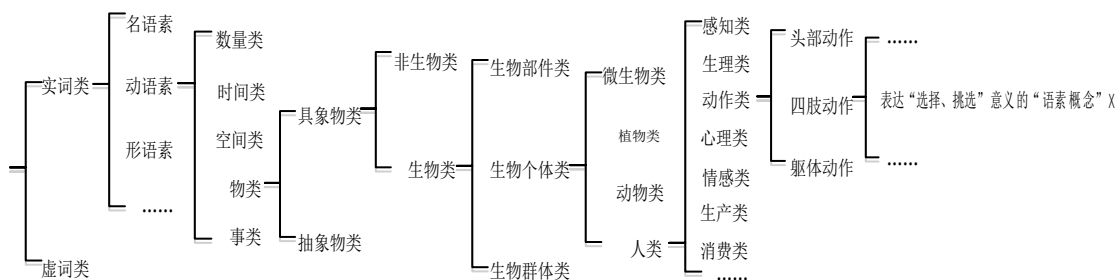 实词类
虚词类
名语素
动语素
形语素
……
数量类
时间类
空间类
物类
事类
具象物类
抽象物类
非生物类
生物类
生物部件类
生物个体类
生物群体类
微生物类
植物类
动物类
人类
感知类
生理类
动作类
心理类
情感类
生产类
消费类
……
头部动作
四肢动作
躯体动作
……
表达“选择、挑选”意义的“语素概念”X
……